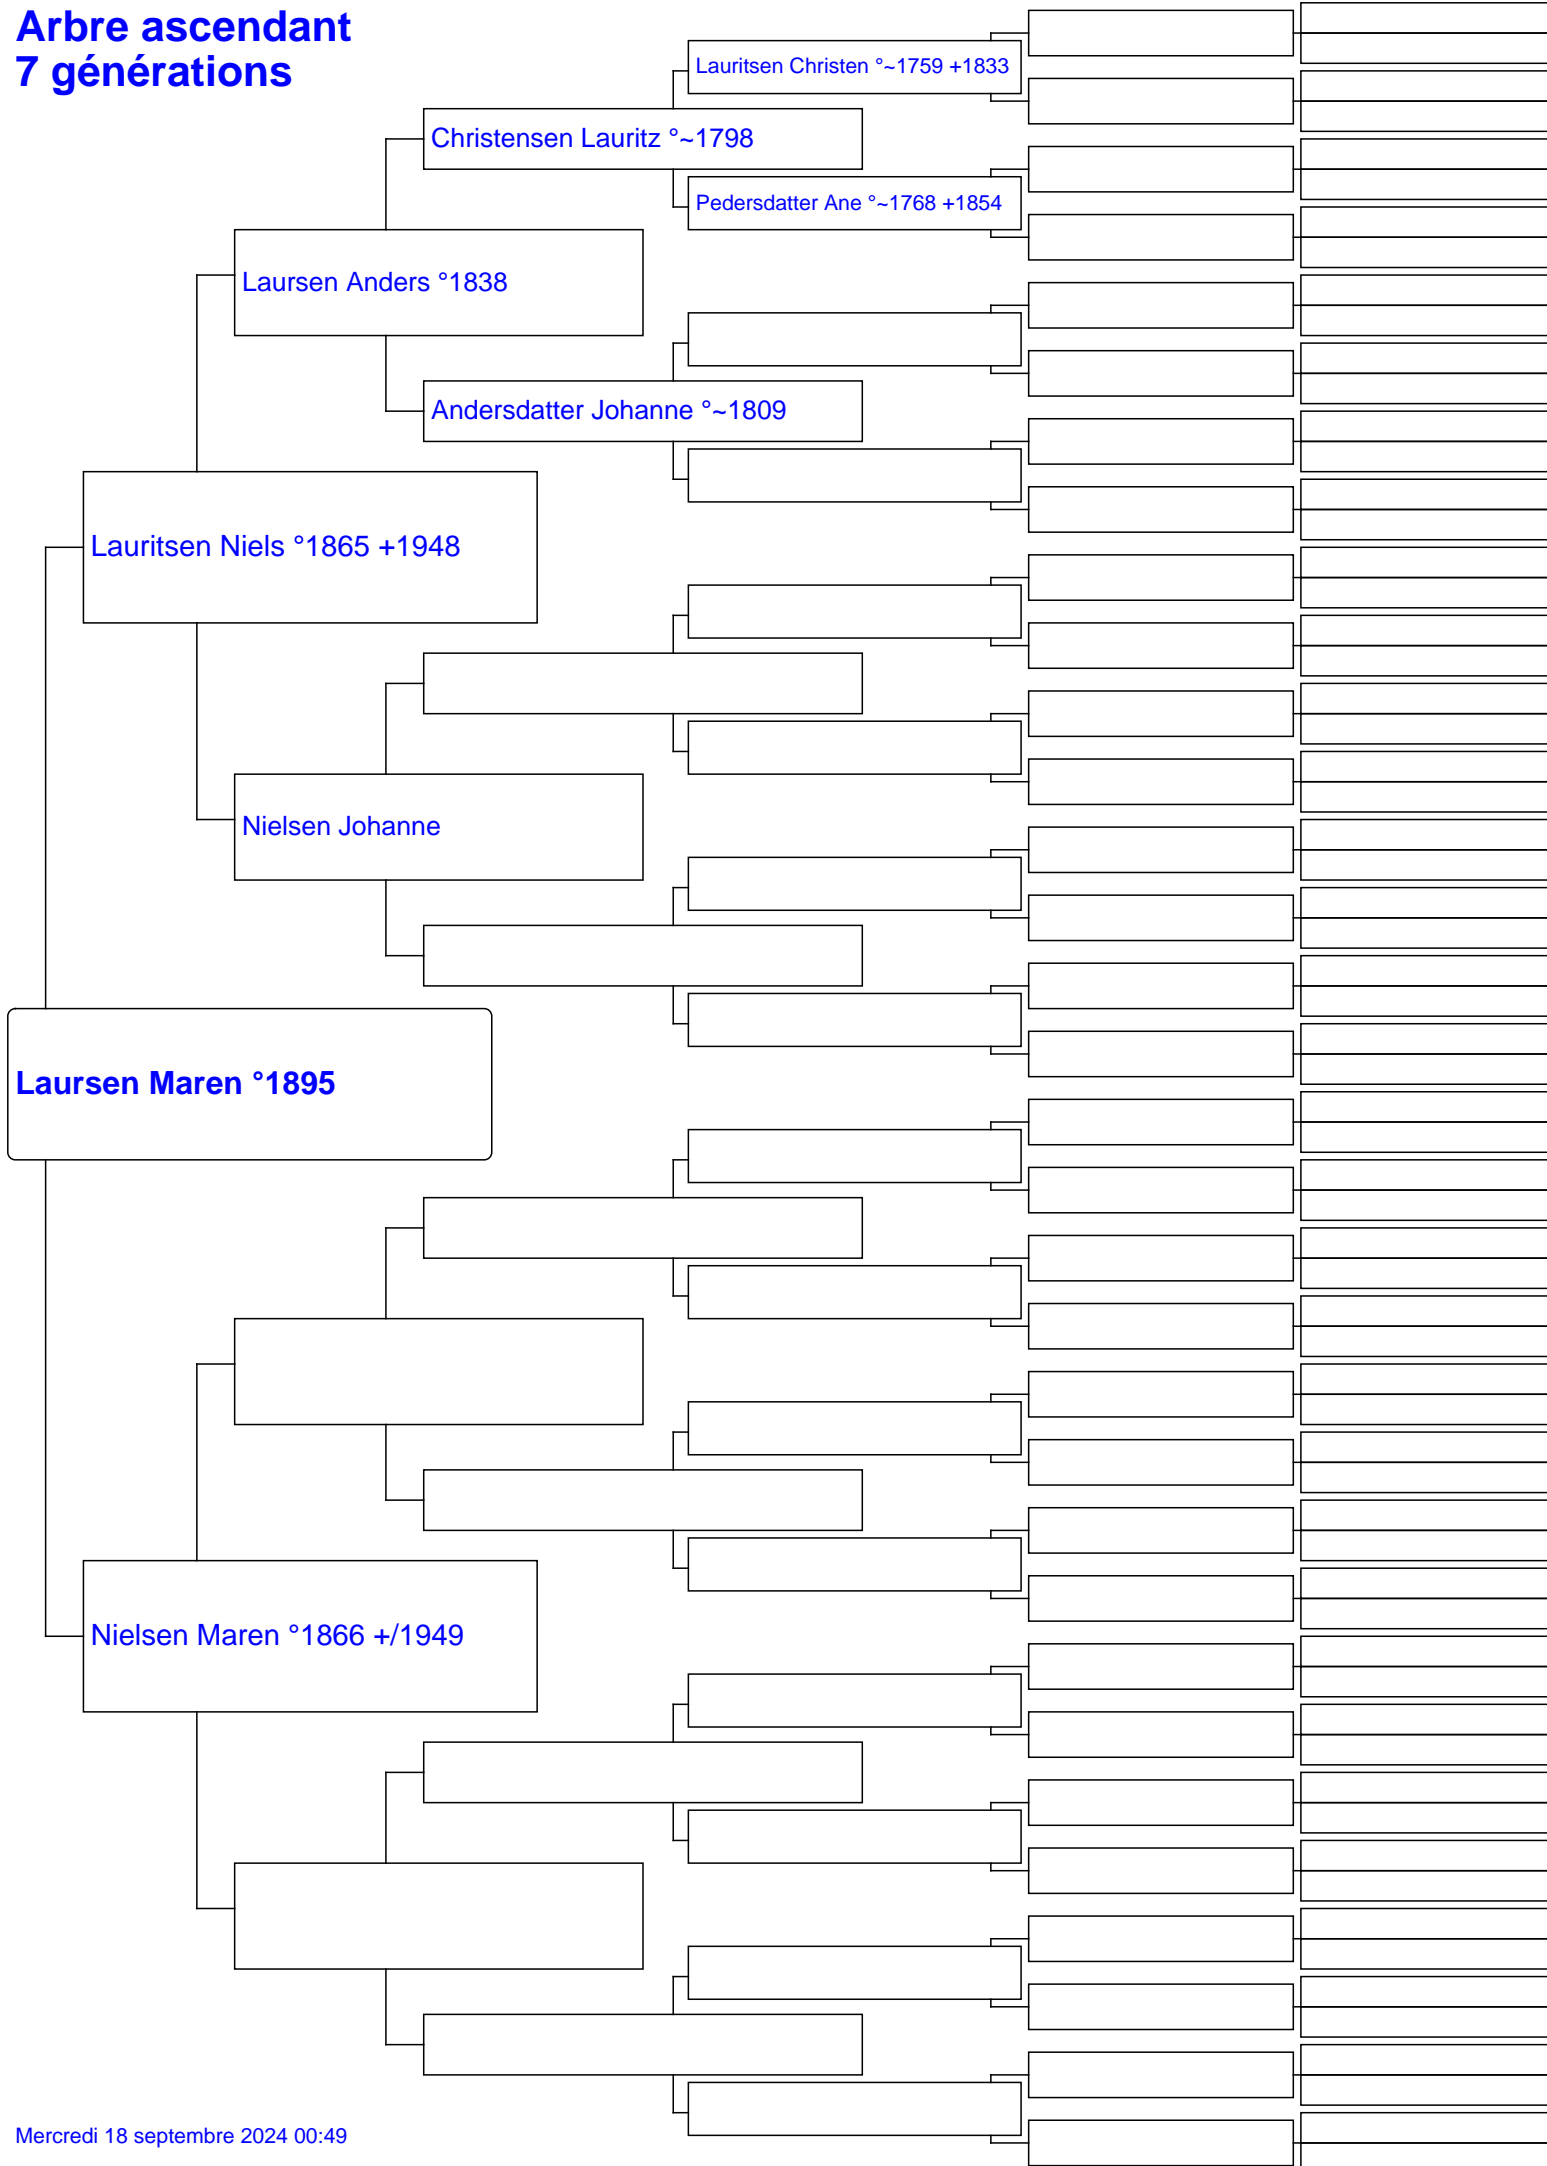 Arbre ascendant
7 générations
Lauritsen Christen °~1759 +1833
Christensen Lauritz °~1798
Pedersdatter Ane °~1768 +1854
Laursen Anders °1838
Andersdatter Johanne °~1809
Lauritsen Niels °1865 +1948
Nielsen Johanne
Laursen Maren °1895
Nielsen Maren °1866 +/1949
Mercredi 18 septembre 2024 00:49